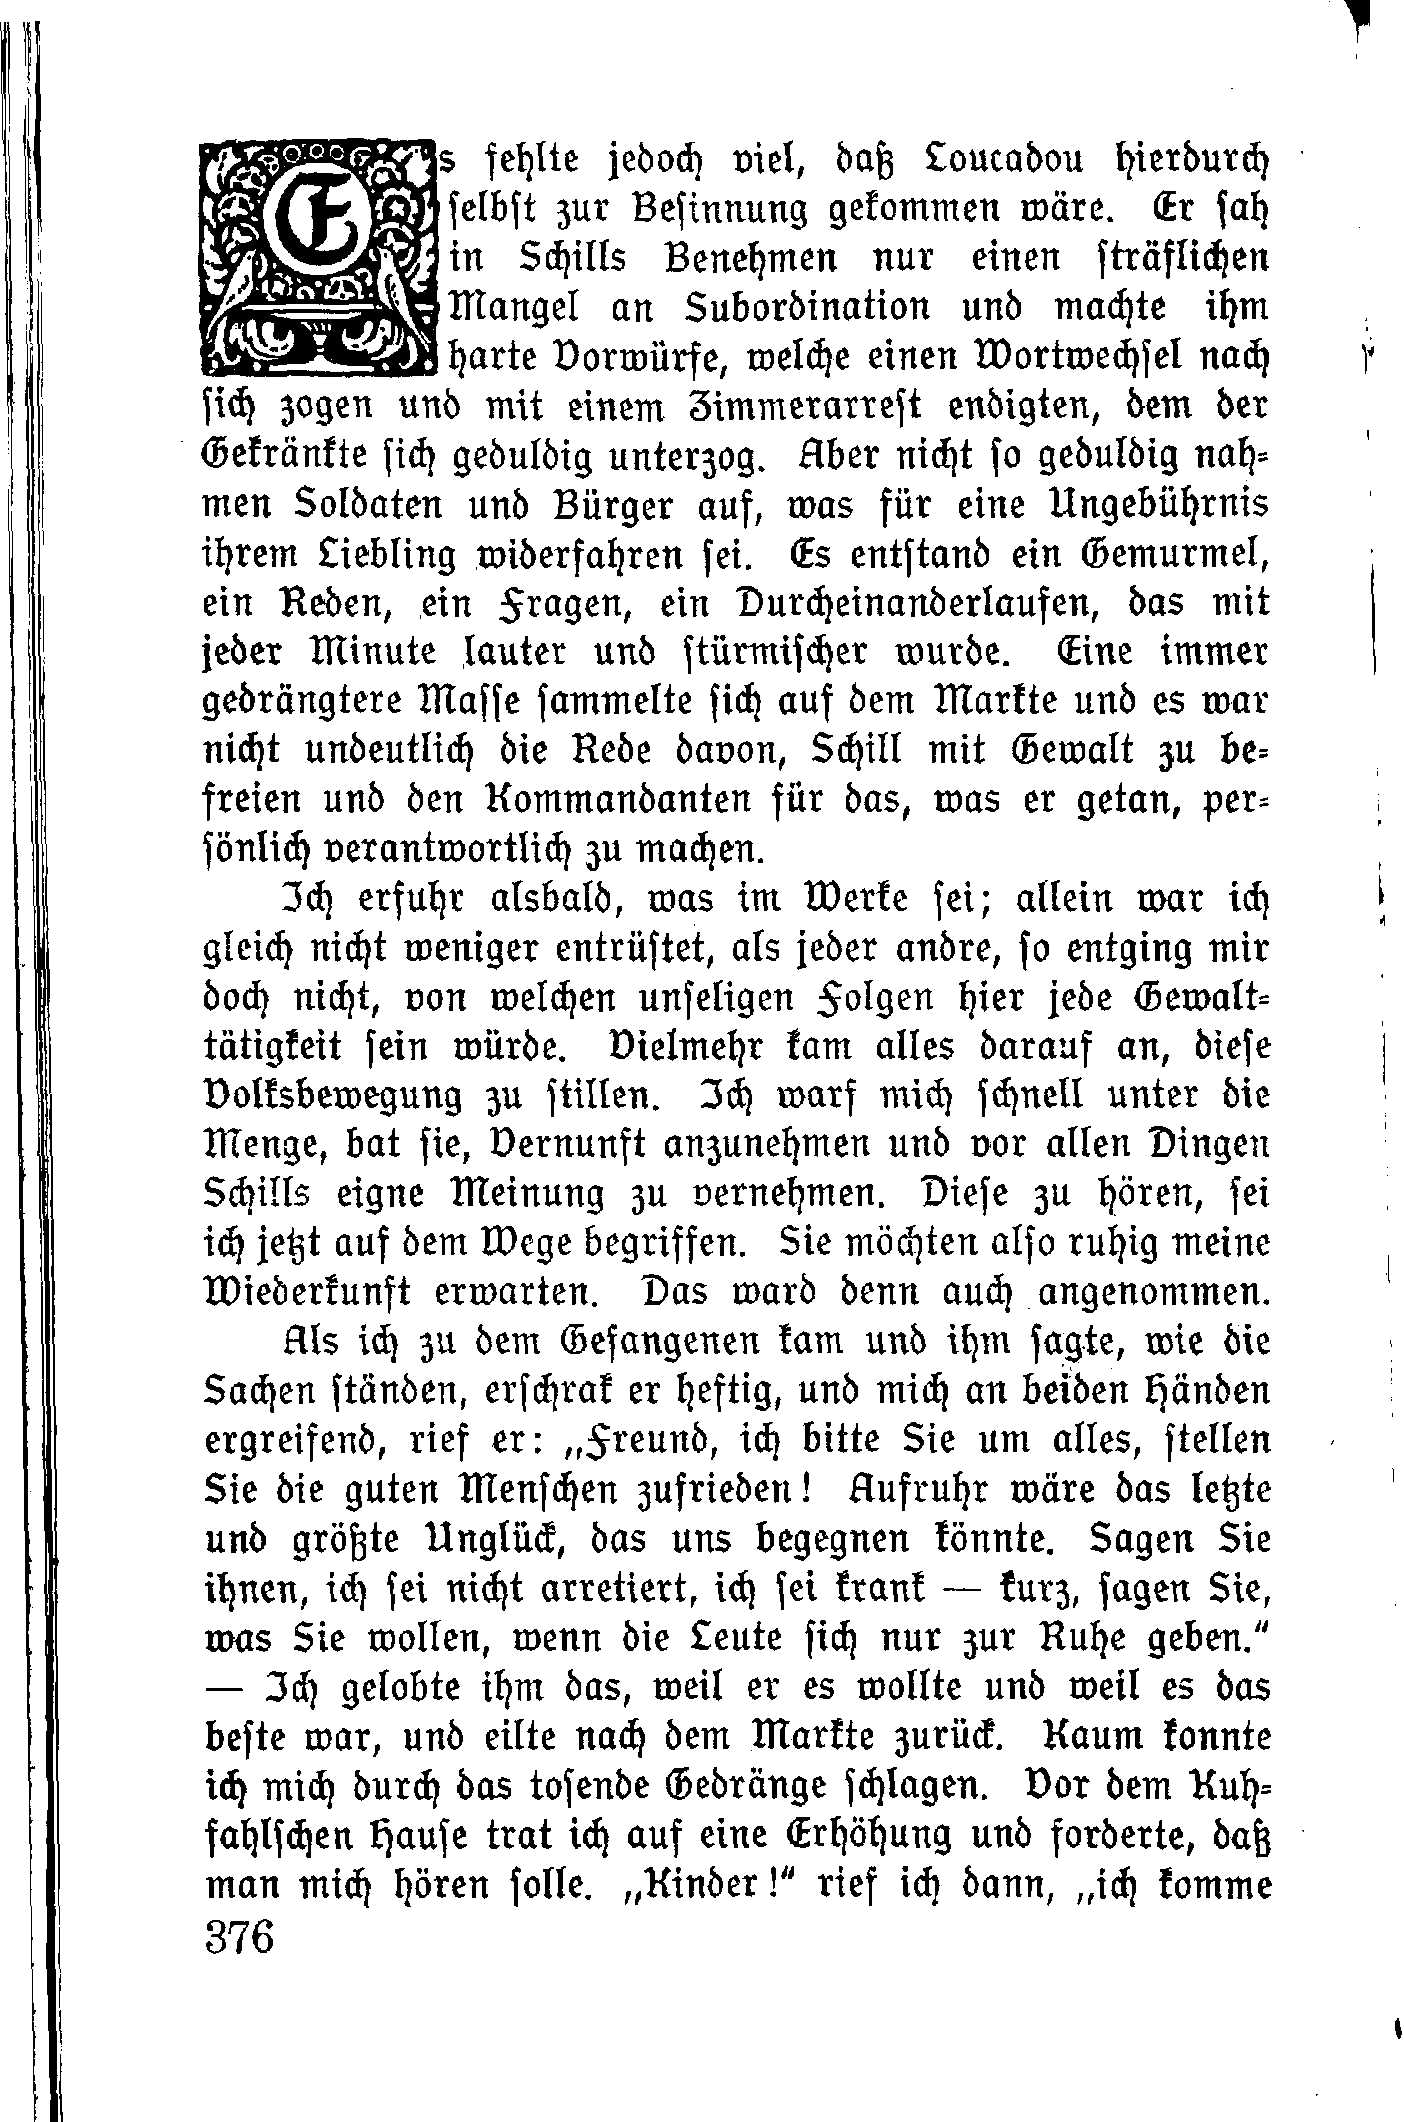 Es fehlte jedoch viel, daß Loucadou hierdurch
selbst zur Besinnung gekommen wäre. Er sah
in Schills Benehmen nur einen sträflichen
Mangel an Subordination und machte ihm
harte Vorwürfe, welche einen Wortwechsel nach
sich zogen und mit einem Zimmerarrest endigten, dem der
Gekränkte sich geduldig unterzog. Aber nicht so geduldig nah-
men Soldaten und Bürger auf, was für eine Ungebührnis
ihrem Liebling widerfahren sei. Es entstand ein Gemurmel,
ein Reden, ein Fragen, ein Durcheinanderlaufen, das mit
jeder Minute lauter und stürmischer wurde. Eine immer
gedrängtere Masse sammelte sich auf dem Markte und es war
nicht undeutlich die Rede davon, Schill mit Gewalt zu be-
freien und den Kommandanten für das, was er getan, per-
sönlich verantwortlich zu machen.
Ich erfuhr alsbald, was im Werke sei; allein war ich
gleich nicht weniger entrüstet, als jeder andre, so entging mir
doch nicht, von welchen unseligen Folgen hier jede Gewalt-
tätigkeit sein würde. Vielmehr kam alles darauf an, diese
Volksbewegung zu stillen. Ich warf mich schnell unter die
Menge, bat sie, Vernunft anzunehmen und vor allen Dingen
Schills eigne Meinung zu vernehmen. Diese zu hören, sei
ich jetzt auf dem Wege begriffen. Sie möchten also ruhig meine
Wiederkunft erwarten. Das ward denn auch angenommen.
Als ich zu dem Gefangenen kam und ihm sagte, wie die
Sachen ständen, erschrak er heftig, und mich an beiden Händen
ergreifend, rief er: „Freund, ich bitte Sie um alles, stellen
Sie die guten Menschen zufrieden! Aufruhr wäre das letzte
und größte Unglück, das uns begegnen könnte. Sagen Sie
ihnen, ich sei nicht arretiert, ich sei krank — kurz, sagen Sie,
was Sie wollen, wenn die Leute sich nur zur Ruhe geben.“
— Ich gelobte ihm das, weil er es wollte und weil es das
beste war, und eilte nach dem Markte zurück. Kaum konnte
ich mich durch das tosende Gedränge schlagen. Vor dem Kuh-
fahlschen Hause trat ich auf eine Erhöhung und forderte, daß
man mich hören solle. „Kinder!“ rief ich dann, „ich komme
376